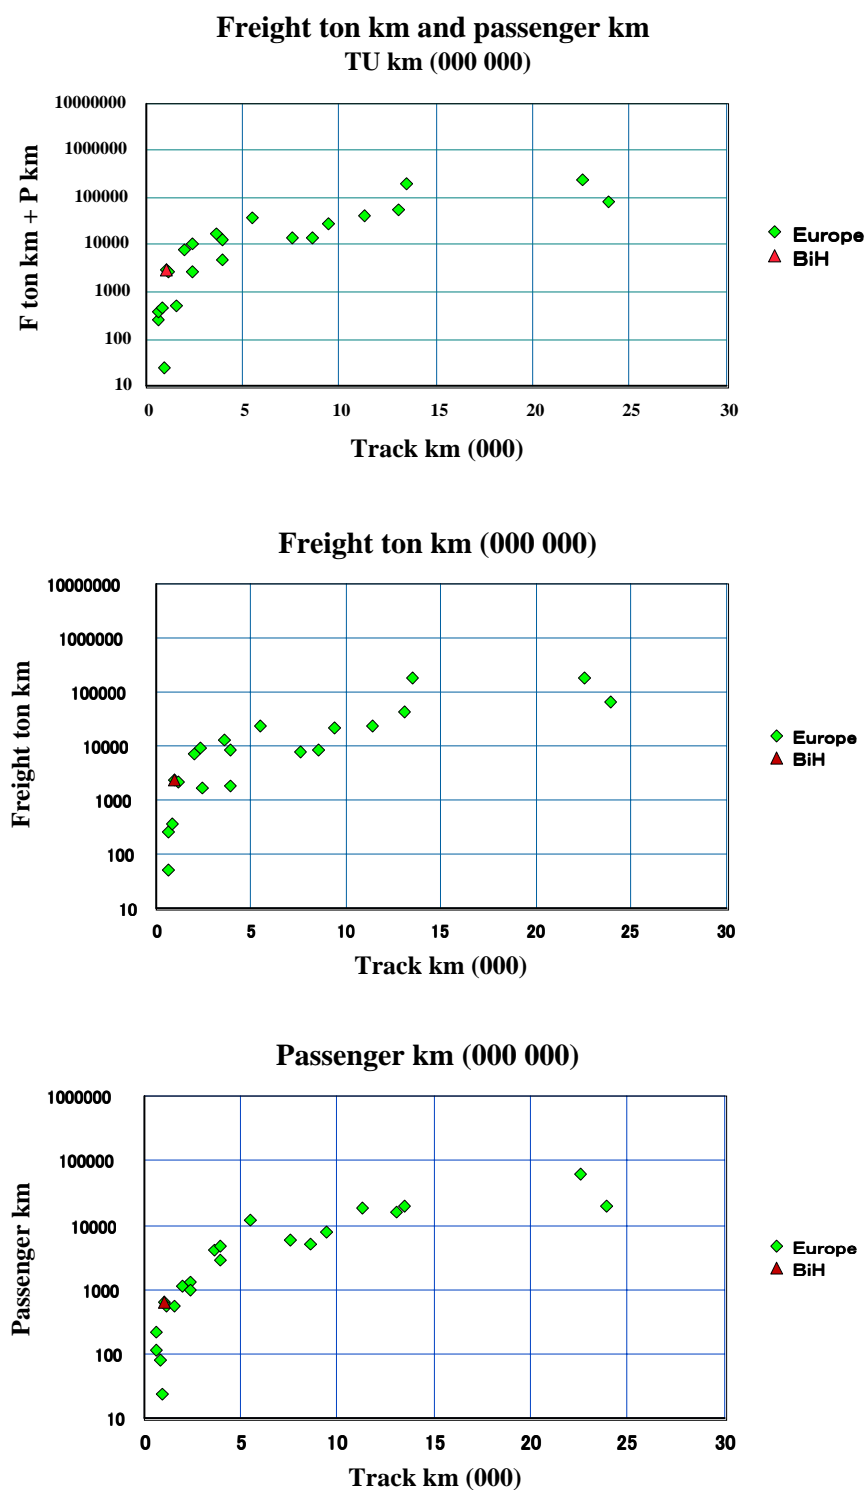 Freight ton km and passenger km
TU km (000 000)
10000000
1000000
100000
10000
1000
100
10
F ton km + P km
0 5 10 15 20 25 30
Track km (000)
Europe
BiH
Freight ton km (000 000)
10000000
1000000
100000
10000
1000
100
10
Freight ton km
0 5 10 15 20 25 30
Track km (000)
Europe
BiH
Passenger km (000 000)
1000000
100000
10000
1000
100
10
Passenger km
0 5 10 15 20 25 30
Track km (000)
Europe
BiH